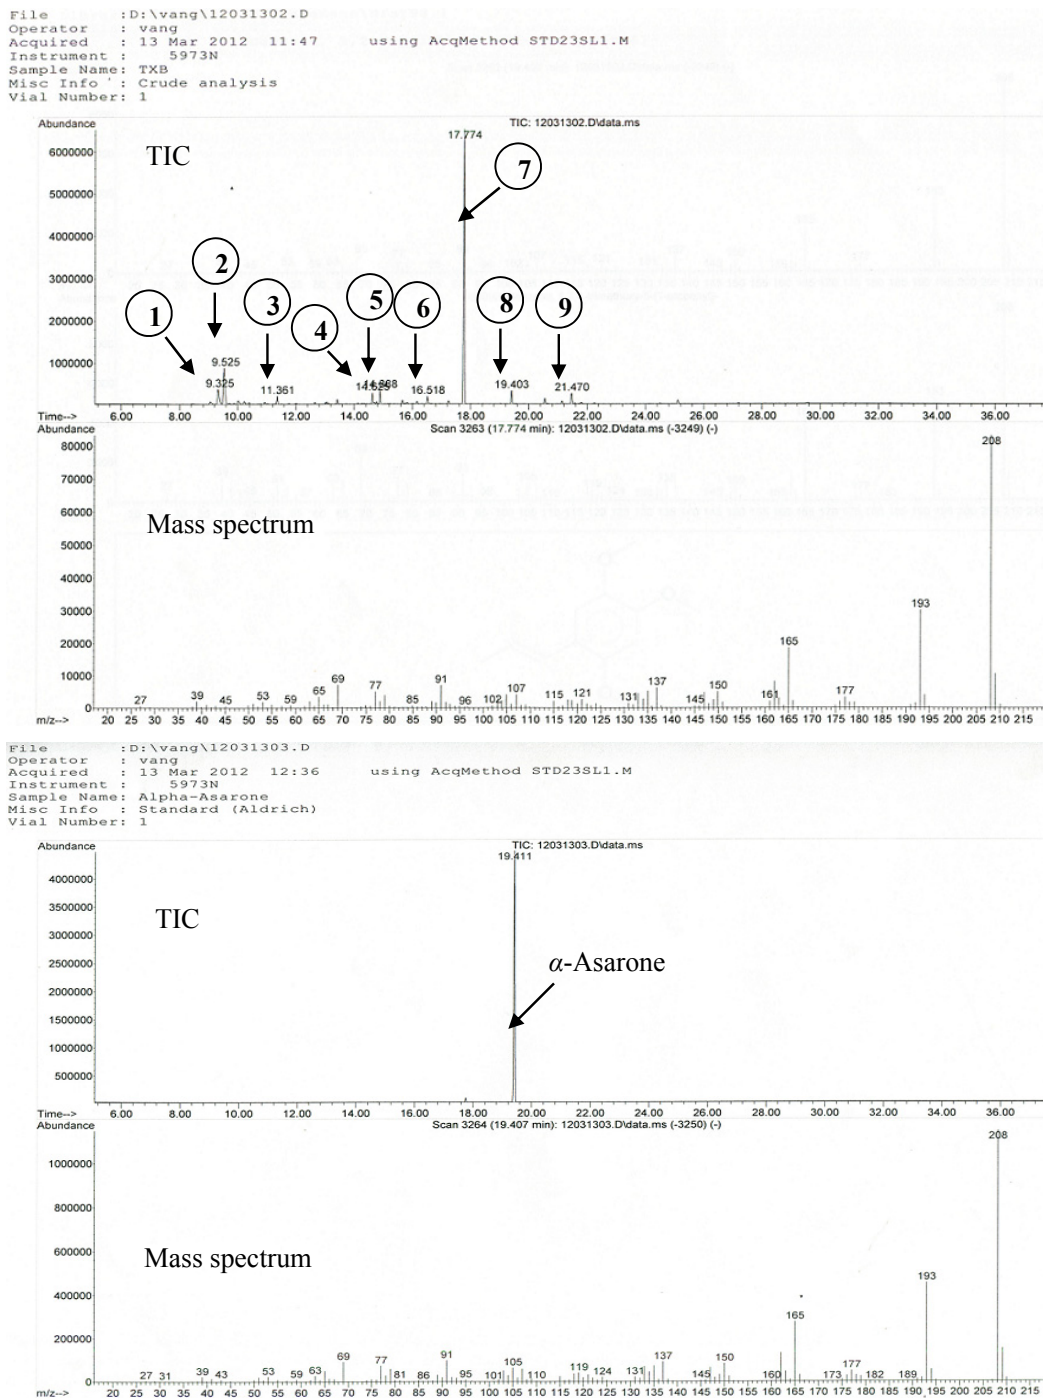 File :D:\vang\12031302.D
Operator : vang
Acquired : 13 Mar 2012 11:47 using AcqMethod STD23SL1.M
Instrument : 5973N
Sample Name: TXB
Misc Info : Crude analysis
Vial Number: 1
Abundance TIC: 12031302.D\data.ms
17.774
6000000
TIC
7
5000000
4000000
2
3000000
1 3 4 5 6 8 9
2000000
1000000
9.525
9.325 11.361 16.518 19.403 21.470
Time--> 6.00 8.00 10.00 12.00 14.00 16.00 18.00 20.00 22.00 24.00 26.00 28.00 30.00 32.00 34.00 36.00
Abundance Scan 3263 (17.774 min): 12031302.D\data.ms (-3249) (-)
80000 208
70000
60000
Mass spectrum
50000
40000
30000 193
20000 165
10000
27 39 45 53 59 65 69 77 85 91 96 102 107 115 121 131 137 145 150 161 177
0
m/z--> 20 25 30 35 40 45 50 55 60 65 70 75 80 85 90 95 100 105 110 115 120 125 130 135 140 145 150 155 160 165 170 175 180 185 190 195 200 205 210 215
File :D:\vang\12031303.D
Operator : vang
Acquired : 13 Mar 2012 12:36 using AcqMethod STD23SL1.M
Instrument : 5973N
Sample Name: Alpha-Asarone
Misc Info : Standard (Aldrich)
Vial Number: 1
Abundance TIC: 12031303.D\data.ms
19.411
4000000
3500000
TIC
3000000
α-Asarone
2500000
2000000
1500000
1000000
500000
Time--> 6.00 8.00 10.00 12.00 14.00 16.00 18.00 20.00 22.00 24.00 26.00 28.00 30.00 32.00 34.00 36.00
Abundance Scan 3264 (19.407 min): 12031303.D\data.ms (-3250) (-)
208
1000000
800000
Mass spectrum
600000
193
400000
165
200000
27 31 39 43 53 59 63 69 77 81 86 91 95 101 105 110 119 124 131 137 145 150 160 173 177 182 189
0
m/z--> 20 25 30 35 40 45 50 55 60 65 70 75 80 85 90 95 100 105 110 115 120 125 130 135 140 145 150 155 160 165 170 175 180 185 190 195 200 205 210 215